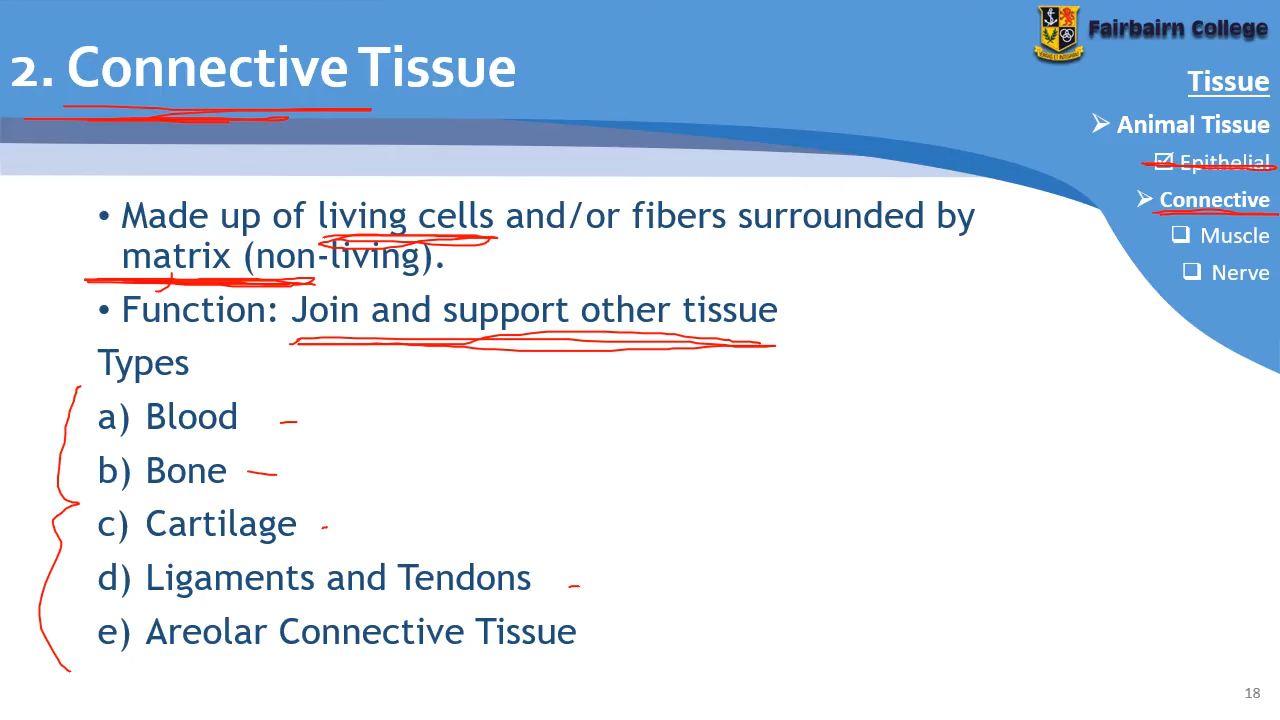 Fairbairn College
2. Connective Tissue
Tissue
Animal Tissue
Epithelial
Connective
Muscle
Nerve
• Made up of living cells and/or fibers surrounded by
matrix (non-living).
• Function: Join and support other tissue
Types
a) Blood
b) Bone
c) Cartilage
d) Ligaments and Tendons
e) Areolar Connective Tissue
18